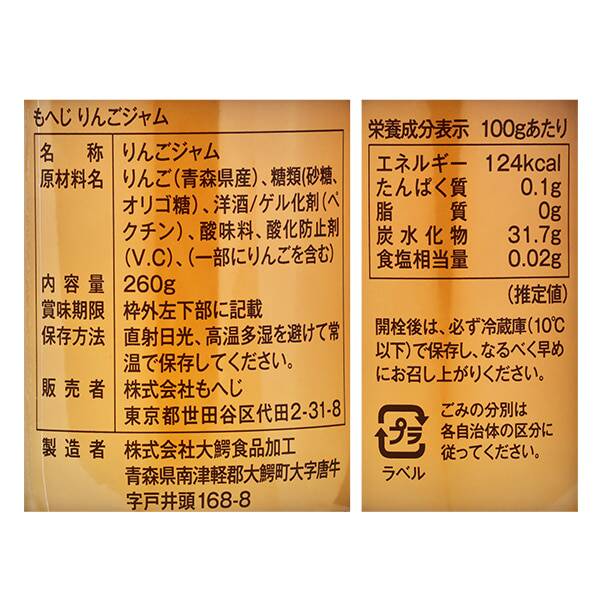 もへじ りんごジャム
名称 りんごジャム
原材料名 りんご(青森県産)、糖類(砂糖、
オリゴ糖)、洋酒/ゲル化剤(ペ
クチン)、酸味料、酸化防止剤
(V.C)、(一部にりんごを含む)
内容量 260g
賞味期限 枠外左下部に記載
保存方法 直射日光、高温多湿を避けて常
温で保存してください。
販売者 株式会社もへじ
東京都世田谷区代田2-31-8
製造者 株式会社大鰐食品加工
青森県南津軽郡大鰐町大字唐牛
字戸井頭168-8
栄養成分表示 100gあたり
エネルギー 124kcal
たんぱく質 0.1g
脂質 0g
炭水化物 31.7g
食塩相当量 0.02g
(推定値)
開栓後は、必ず冷蔵庫(10℃
以下)で保存し、なるべく早め
にお召し上がりください。
プラ
ラベル
ごみの分別は
各自治体の区分に
従ってください。